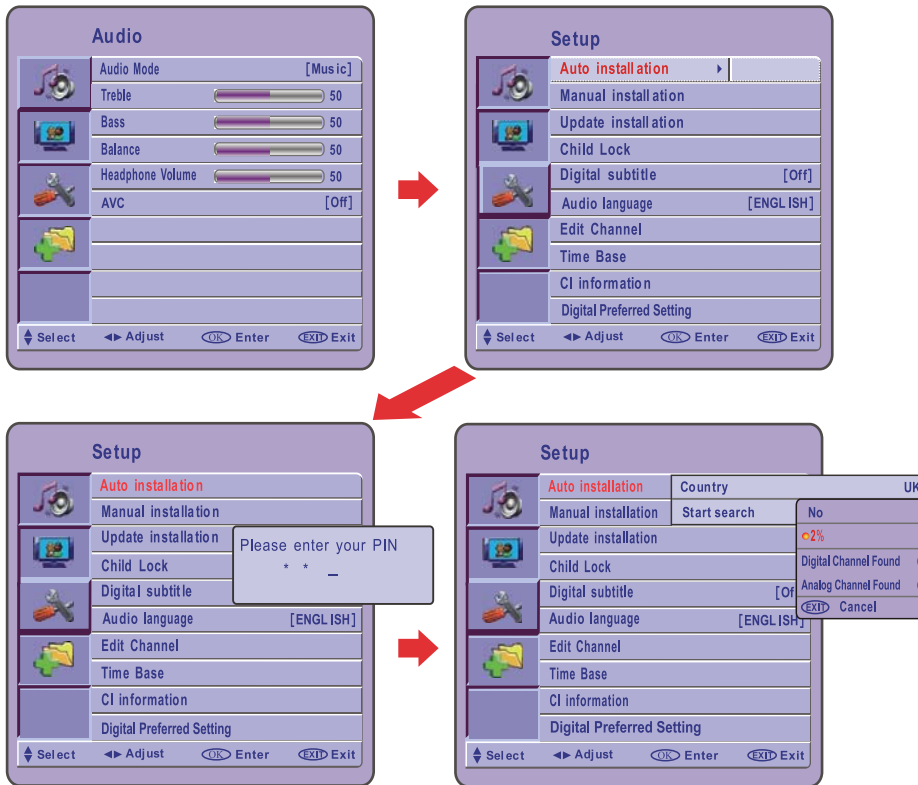 Audio
Audio Mode [Music]
Treble 50
Bass 50
Balance 50
Headphone Volume 50
AVC [Off]
Select Adjust OK Enter EXIT Exit
Setup
Auto installation
Manual installation
Update installation
Child Lock
Digital subtitle [Off]
Audio language [ENGLISH]
Edit Channel
Time Base
CI information
Digital Preferred Setting
Select Adjust OK Enter EXIT Exit
Setup
Auto installation
Manual installation
Update installation
Child Lock
Digital subtitle
Audio language [ENGLISH]
Edit Channel
Time Base
CI information
Digital Preferred Setting
Please enter your PIN
* * _
Select Adjust OK Enter EXIT Exit
Setup
Auto installation
Manual installation
Update installation
Child Lock
Digital subtitle [Of
Audio language [ENGLISH]
Edit Channel
Time Base
CI information
Digital Preferred Setting
Country UK
Start search
No
2%
Digital Channel Found
Analog Channel Found
EXIT Cancel
Select Adjust OK Enter EXIT Exit